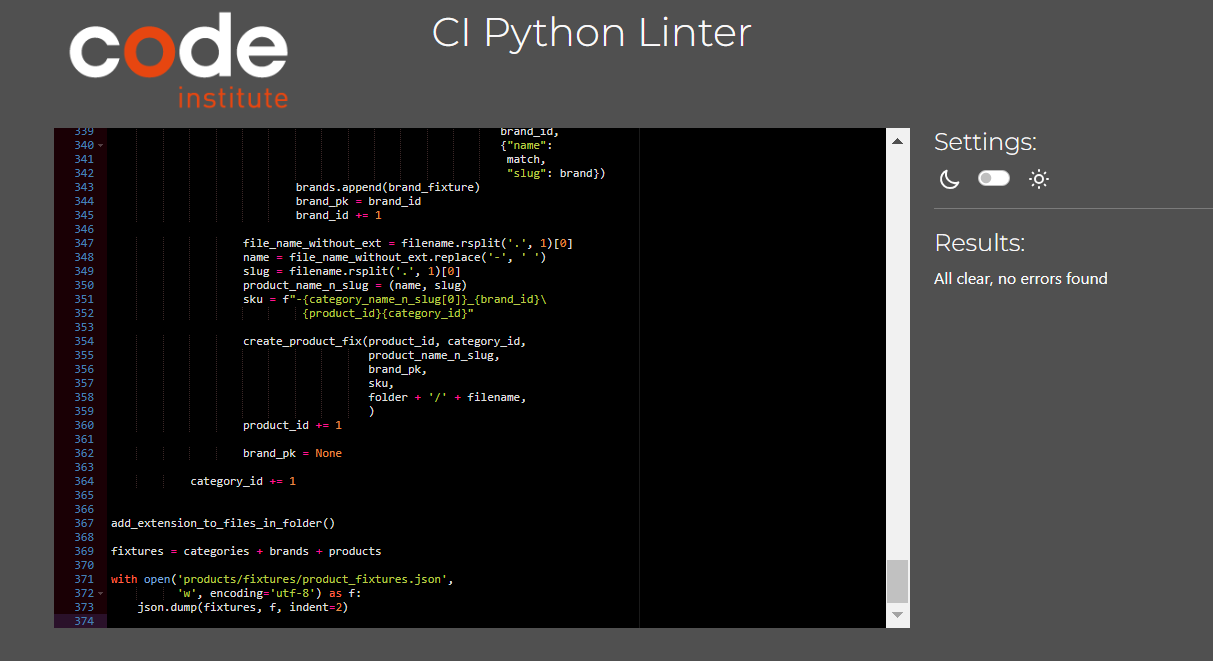 code
institute
CI Python Linter
339 brand_id,
340 {"name":
341 match,
342 "slug": brand})
343 brands.append(brand_fixture)
344 brand_pk = brand_id
345 brand_id += 1
346
347 file_name_without_ext = filename.rsplit('.', 1)[0]
348 name = file_name_without_ext.replace('-', ' ')
349 slug = filename.rsplit('.', 1)[0]
350 product_name_n_slug = (name, slug)
351 sku = f"-{category_name_n_slug[0]}_{brand_id}\
352 {product_id}{category_id}"
353
354 create_product_fix(product_id, category_id,
355 product_name_n_slug,
356 brand_pk,
357 sku,
358 folder + '/' + filename,
359 )
360 product_id += 1
361
362 brand_pk = None
363
364 category_id += 1
365
366
367 add_extension_to_files_in_folder()
368
369 fixtures = categories + brands + products
370
371 with open('products/fixtures/product_fixtures.json',
372 'w', encoding='utf-8') as f:
373 json.dump(fixtures, f, indent=2)
374
Settings:
Results:
All clear, no errors found